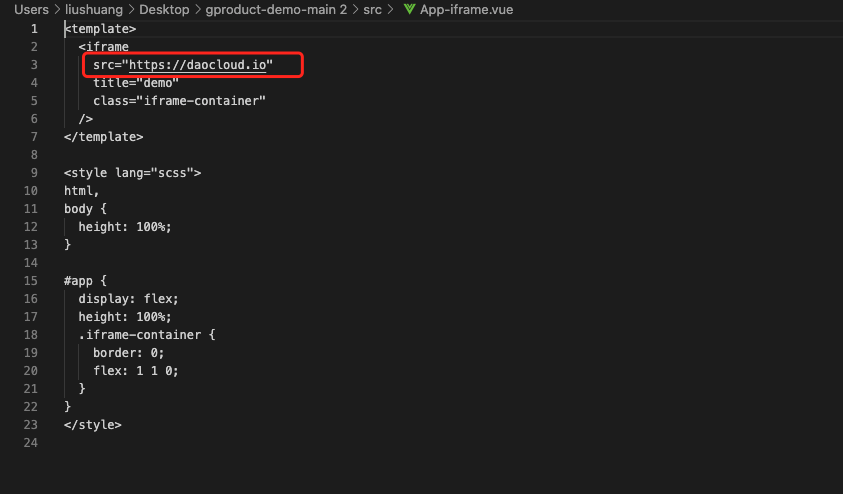 Users > liushuang > Desktop > gproduct-demo-main 2 > src > App-iframe.vue
1 <template>
2 <iframe
3 src="https://daocloud.io"
4 title="demo"
5 class="iframe-container"
6 />
7 </template>
8
9 <style lang="scss">
10 html,
11 body {
12 height: 100%;
13 }
14
15 #app {
16 display: flex;
17 height: 100%;
18 .iframe-container {
19 border: 0;
20 flex: 1 1 0;
21 }
22 }
23 </style>
24